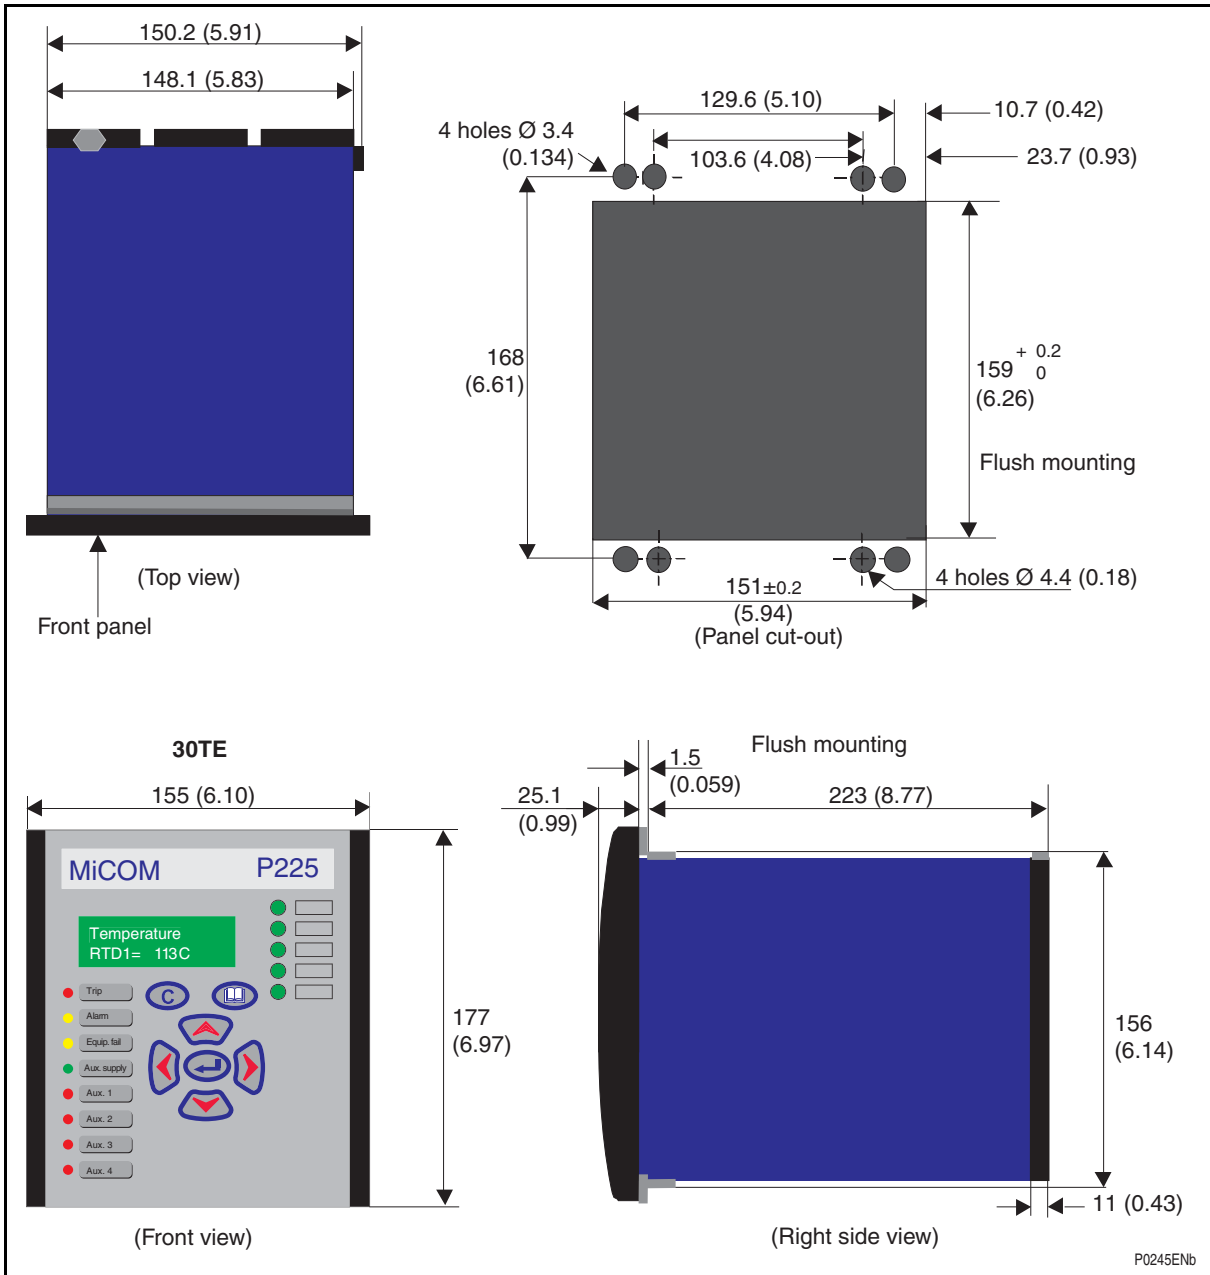 150.2 (5.91)
148.1 (5.83)
(Top view)
Front panel
129.6 (5.10)
10.7 (0.42)
4 holes Ø 3.4
(0.134)
103.6 (4.08)
23.7 (0.93)
168
(6.61)
159 + 0.2
0
(6.26)
Flush mounting
4 holes Ø 4.4 (0.18)
151±0.2
(5.94)
(Panel cut-out)
30TE
155 (6.10)
MiCOM P225
Temperature
RTD1= 113C
Trip
C
Alarm
Equip. fail
Aux. supply
Aux. 1
Aux. 2
Aux. 3
Aux. 4
177
(6.97)
(Front view)
Flush mounting
1.5
(0.059)
25.1
(0.99)
223 (8.77)
156
(6.14)
11 (0.43)
(Right side view)
P0245ENb